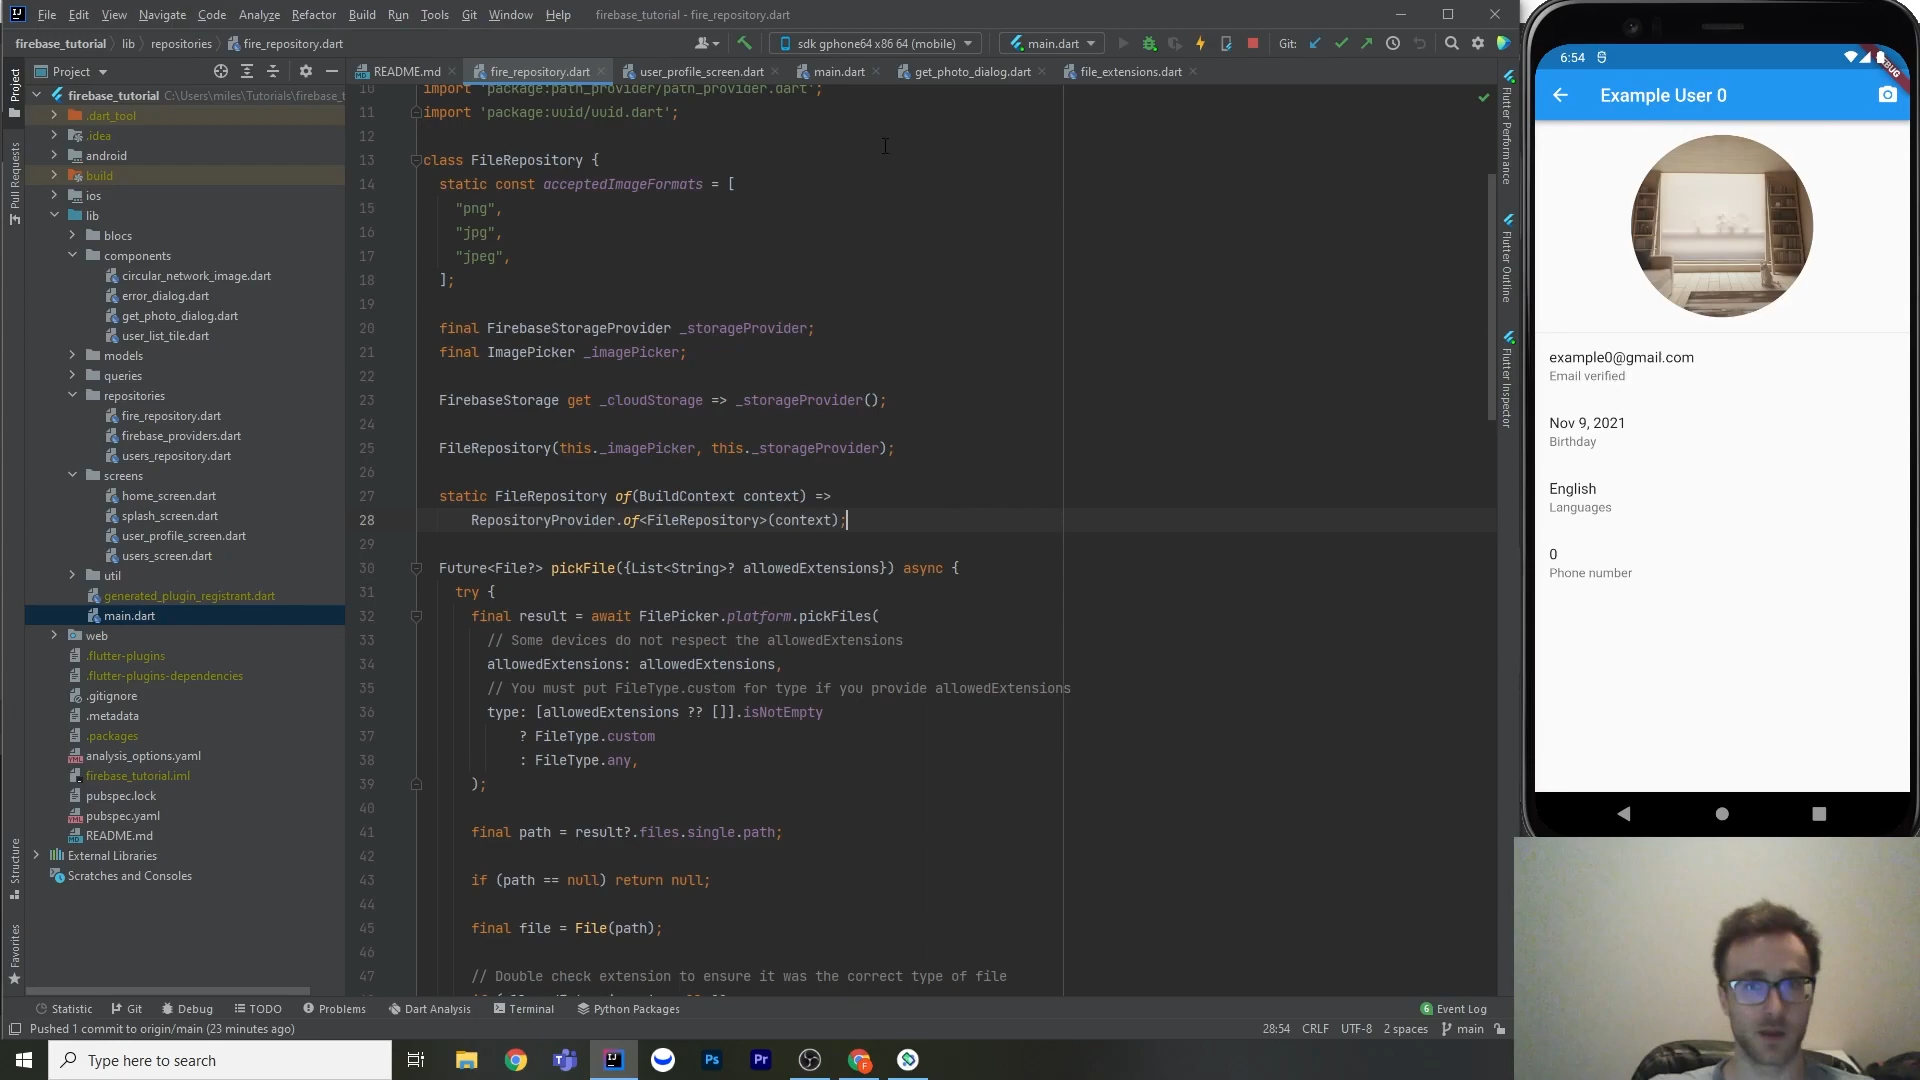 File Edit View Navigate Code Analyze Refactor Build Run Tools Git Window Help firebase_tutorial - fire_repository.dart
firebase_tutorial lib repositories fire_repository.dart
sdk gphone64 x86 64 (mobile) main.dart Git:
Project
README.md fire_repository.dart user_profile_screen.dart main.dart get_photo_dialog.dart file_extensions.dart
firebase_tutorial C:\Users\miles\Tutorials\firebase_t
.dart_tool
.idea
android
build
ios
lib
blocs
components
circular_network_image.dart
error_dialog.dart
get_photo_dialog.dart
user_list_tile.dart
models
queries
repositories
fire_repository.dart
firebase_providers.dart
users_repository.dart
screens
home_screen.dart
splash_screen.dart
user_profile_screen.dart
users_screen.dart
util
generated_plugin_registrant.dart
main.dart
web
.flutter-plugins
.flutter-plugins-dependencies
.gitignore
.metadata
.packages
analysis_options.yaml
firebase_tutorial.iml
pubspec.lock
pubspec.yaml
README.md
External Libraries
Scratches and Consoles
Project
Pull Requests
Structure
Favorites
10 import 'package:path_provider/path_provider.dart';
11 import 'package:uuid/uuid.dart';
12
13 class FileRepository {
14 static const acceptedImageFormats = [
15 "png",
16 "jpg",
17 "jpeg",
18 ];
19
20 final FirebaseStorageProvider _storageProvider;
21 final ImagePicker _imagePicker;
22
23 FirebaseStorage get _cloudStorage => _storageProvider();
24
25 FileRepository(this._imagePicker, this._storageProvider);
26
27 static FileRepository of(BuildContext context) =>
28 RepositoryProvider.of<FileRepository>(context);
29
30 Future<File?> pickFile({List<String>? allowedExtensions}) async {
31 try {
32 final result = await FilePicker.platform.pickFiles(
33 // Some devices do not respect the allowedExtensions
34 allowedExtensions: allowedExtensions,
35 // You must put FileType.custom for type if you provide allowedExtensions
36 type: [allowedExtensions ?? []].isNotEmpty
37 ? FileType.custom
38 : FileType.any,
39 );
40
41 final path = result?.files.single.path;
42
43 if (path == null) return null;
44
45 final file = File(path);
46
47 // Double check extension to ensure it was the correct type of file
Flutter Performance
Flutter Outline
Flutter Inspector
6:54
DEBUG
Example User 0
example0@gmail.com
Email verified
Nov 9, 2021
Birthday
English
Languages
0
Phone number
Statistic Git Debug TODO Problems Dart Analysis Terminal Python Packages 6 Event Log
Pushed 1 commit to origin/main (23 minutes ago) 28:54 CRLF UTF-8 2 spaces main
Type here to search